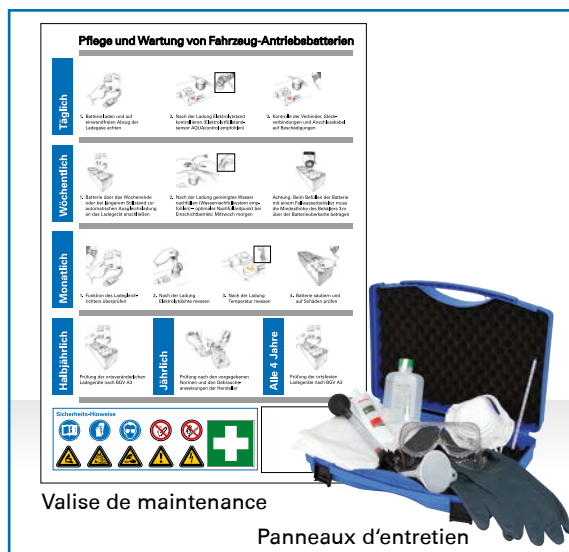 Pflege und Wartung von Fahrzeug-Antriebsbatterien
Täglich
1. Batterie laden und auf
einwandfreien Abzug der
Ladegase achten
2. Nach der Ladung Elektrolytstand
kontrollieren (Elektrolytfüllstand-
sensor AQUAcontrol empfohlen)
3. Kontrolle der Verbinder, Steck-
verbindungen und Anschlusskabel
auf Beschädigungen
Wöchentlich
1. Batterie über das Wochenende
oder bei längerem Stillstand zur
automatischen Ausgleichsladung
an das Ladegerät anschließen
2. Nach der Ladung gereinigtes Wasser
nachfüllen (Wassernachfüllsystem emp-
fohlen) – optimaler Nachfüllzeitpunkt bei
Einschichtbetrieb: Mittwoch morgen
Achtung: Beim Befüllen der Batterie
mit einem Fallwasserbehälter muss
die Mindesthöhe des Behälters 3 m
über der Batterieoberkante betragen
Monatlich
1. Funktion des Ladegleich-
richters überprüfen
2. Nach der Ladung
Elektrolytdichte messen
3. Nach der Ladung
Temperatur messen
4. Batterie säubern und
auf Schäden prüfen
Halbjährlich
Prüfung der ortsveränderlichen
Ladegeräte nach BGV A3
Jährlich
Prüfung nach den vorgegebenen
Normen und den Gebrauchs-
anweisungen der Hersteller
Alle 4 Jahre
Prüfung der ortsfesten
Ladegeräte nach BGV A3
Sicherheits-Hinweise
Valise de maintenance
Panneaux d'entretien